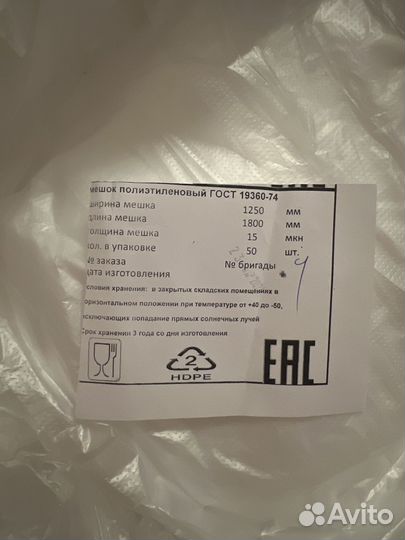 мешок полиэтиленовый ГОСТ 19360-74
ширина мешка 1250 мм
длина мешка 1800 мм
толщина мешка 15 мкн
кол. в упаковке 50 шт.
№ заказа № бригады 4
дата изготовления
условия хранения: в закрытых складских помещениях в
горизонтальном положении при температуре от +40 до -50,
исключающих попадание прямых солнечных лучей
Срок хранения 3 года со дни изготовления
2
HDPE
EAC
Avito